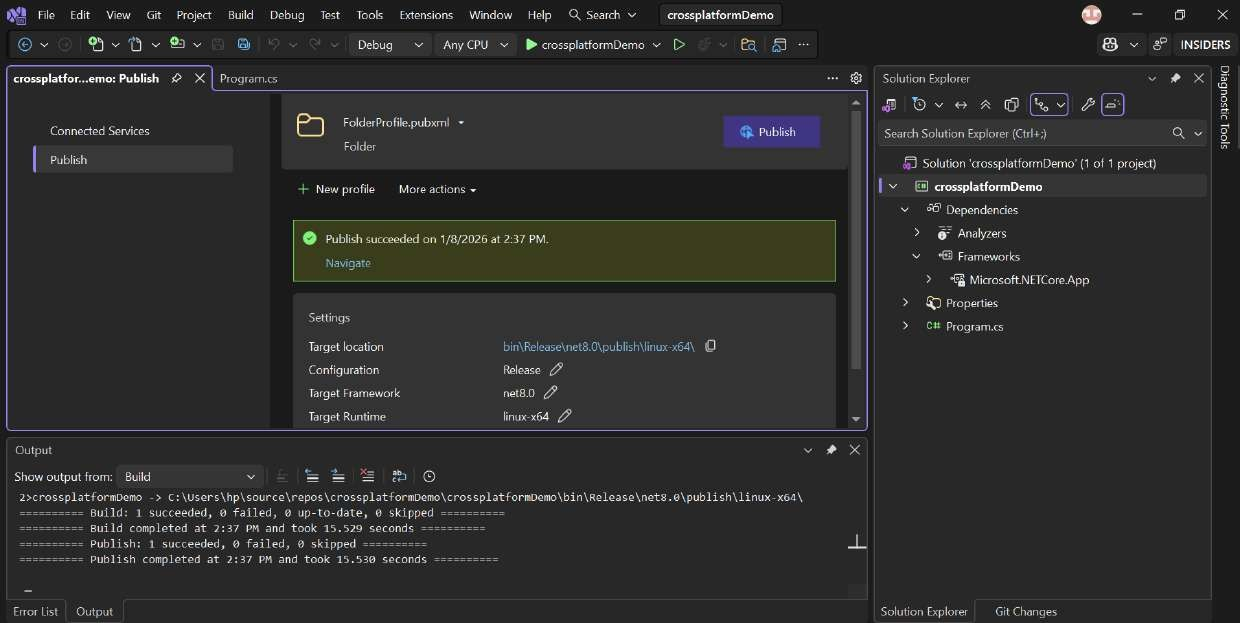 File Edit View Git Project Build Debug Test Tools Extensions Window Help Search crossplatformDemo
Debug Any CPU crossplatformDemo INSIDERS
crossplatfor...emo: Publish Program.cs
Connected Services
Publish
FolderProfile.pubxml
Folder
Publish
New profile More actions
Publish succeeded on 1/8/2026 at 2:37 PM.
Navigate
Settings
Target location bin\Release\net8.0\publish\linux-x64\
Configuration Release
Target Framework net8.0
Target Runtime linux-x64
Output
Show output from: Build
2>crossplatformDemo -> C:\Users\hp\source\repos\crossplatformDemo\crossplatformDemo\bin\Release\net8.0\publish\linux-x64\
========== Build: 1 succeeded, 0 failed, 0 up-to-date, 0 skipped ==========
========== Build completed at 2:37 PM and took 15.529 seconds ==========
========== Publish: 1 succeeded, 0 failed, 0 skipped ==========
========== Publish completed at 2:37 PM and took 15.530 seconds ==========
Error List Output
Solution Explorer
Search Solution Explorer (Ctrl+;)
Solution 'crossplatformDemo' (1 of 1 project)
C# crossplatformDemo
Dependencies
Analyzers
Frameworks
Microsoft.NETCore.App
Properties
C# Program.cs
Solution Explorer Git Changes
Diagnostic Tools